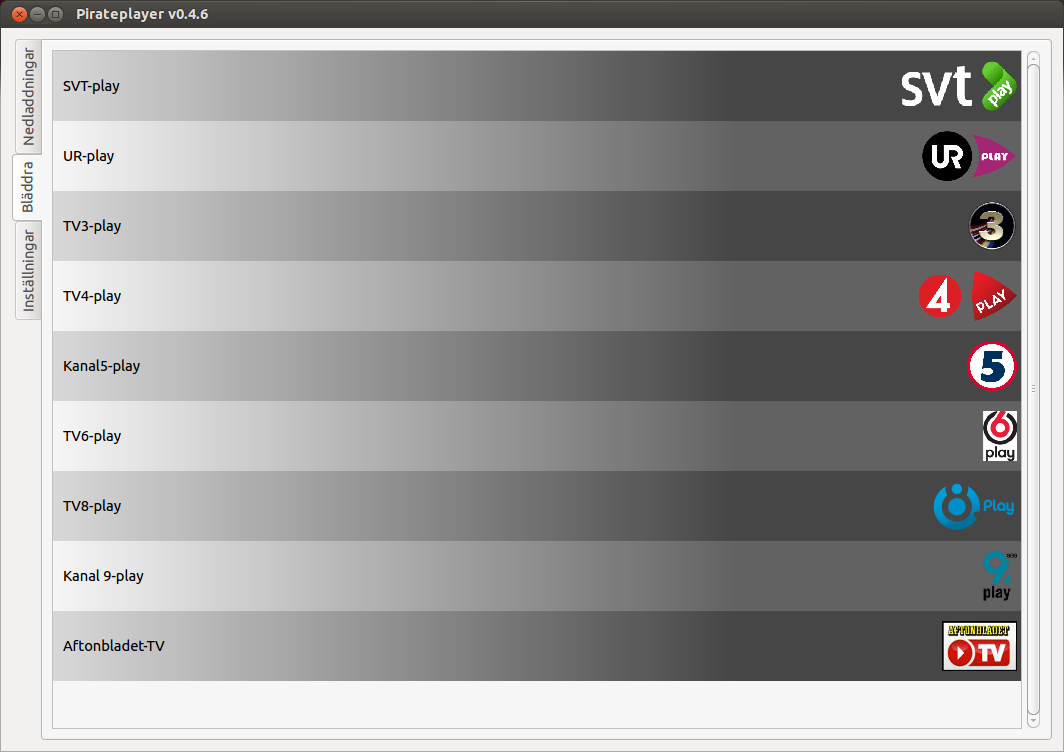 Pirateplayer v0.4.6
Nedladdningar
Bläddra
Inställningar
SVT-play
svt play
UR-play
UR PLAY
TV3-play
3
TV4-play
4 PLAY
Kanal5-play
5
TV6-play
6
play
TV8-play
Play
Kanal 9-play
9
play
Aftonbladet-TV
AFTONBLADET
TV